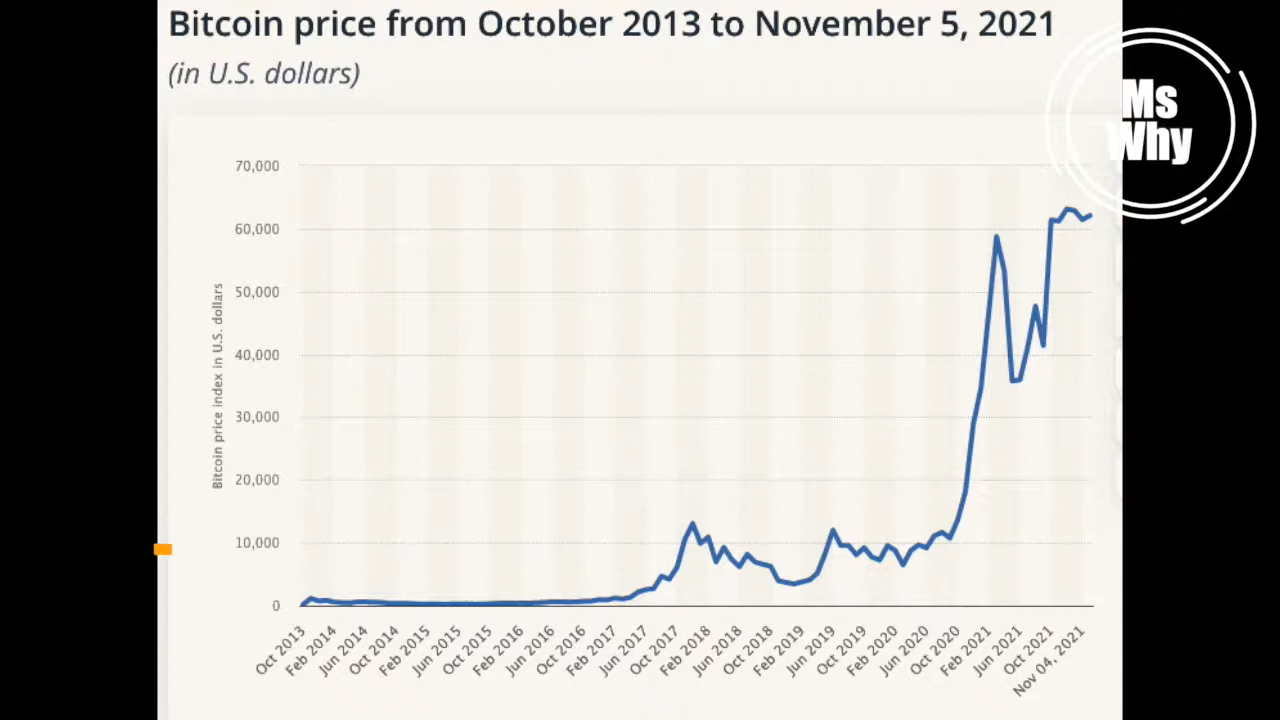 Bitcoin price from October 2013 to November 5, 2021
(in U.S. dollars)
Ms
Why
70,000
60,000
50,000
40,000
30,000
20,000
10,000
0
Bitcoin price index in U.S. dollars
Oct 2013
Feb 2014
Jun 2014
Oct 2014
Feb 2015
Jun 2015
Oct 2015
Feb 2016
Jun 2016
Oct 2016
Feb 2017
Jun 2017
Oct 2017
Feb 2018
Jun 2018
Oct 2018
Feb 2019
Jun 2019
Oct 2019
Feb 2020
Jun 2020
Oct 2020
Feb 2021
Jun 2021
Oct 2021
Nov 04, 2021